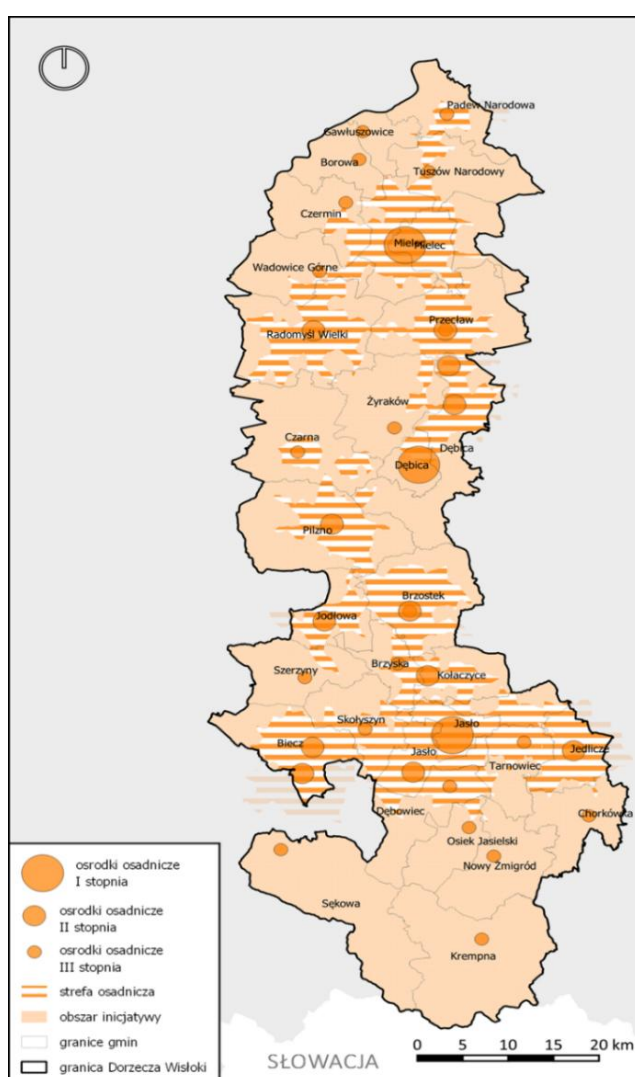 Padew Narodowa
Gawłuszowice
Borowa
Tuszów Narodowy
Czermin
Mielec
Mielec
Wadowice Górne
Przecław
Radomyśl Wielki
Żyraków
Czarna
Dębica
Dębica
Pilzno
Brzostek
Jodłowa
Brzyska
Szerzyny
Kołaczyce
Skołyszyn
Jasło
Biecz
Jasło
Jedlicze
Tarnowiec
Dębowiec
Chorkówka
Osiek Jasielski
Nowy Żmigród
Sękowa
Krempna
osrodki osadnicze
I stopnia
osrodki osadnicze
II stopnia
osrodki osadnicze
III stopnia
strefa osadnicza
obszar inicjatywy
granice gmin
granica Dorzecza Wisłoki
SŁOWACJA
0 5 10 15 20 km